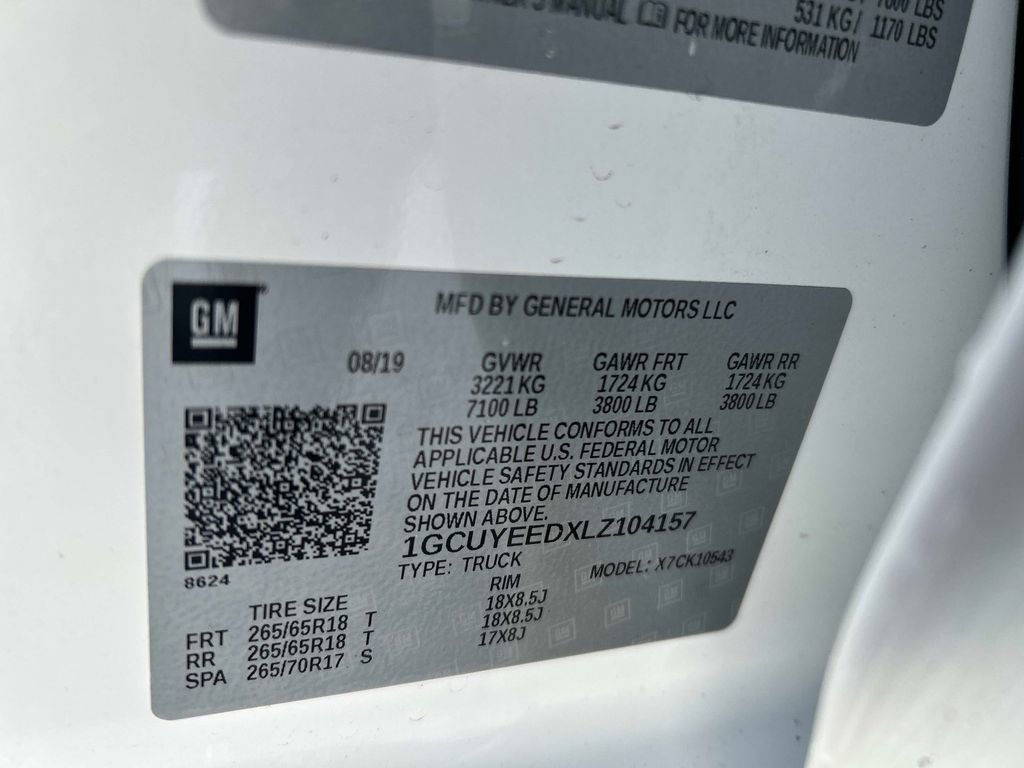 LBS
531 KG / 1170 LBS
MANUAL FOR MORE INFORMATION
GM
MFD BY GENERAL MOTORS LLC
08/19 GVWR GAWR FRT GAWR RR
3221 KG 1724 KG 1724 KG
7100 LB 3800 LB 3800 LB
THIS VEHICLE CONFORMS TO ALL
APPLICABLE U.S. FEDERAL MOTOR
VEHICLE SAFETY STANDARDS IN EFFECT
ON THE DATE OF MANUFACTURE
SHOWN ABOVE.
1GCUYEEDXLZ104157
8624 TYPE: TRUCK MODEL: X7CK10543
TIRE SIZE RIM
FRT 265/65R18 T 18X8.5J
RR 265/65R18 T 18X8.5J
SPA 265/70R17 S 17X8J